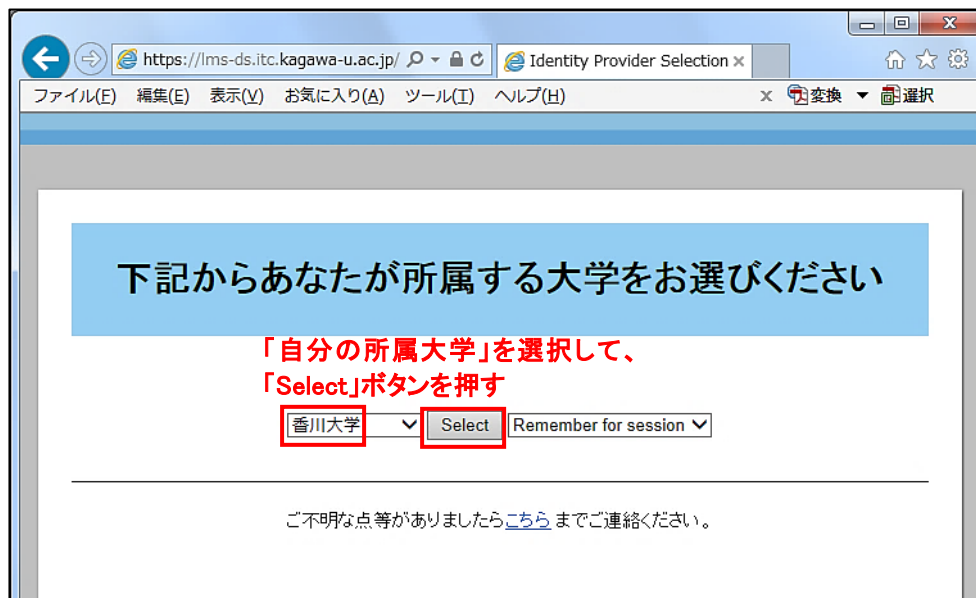 https://lms-ds.itc.kagawa-u.ac.jp/ Identity Provider Selection ×
ファイル(F) 編集(E) 表示(V) お気に入り(A) ツール(T) ヘルプ(H) x 変換 ▼ 選択
下記からあなたが所属する大学をお選びください
「自分の所属大学」を選択して、
「Select」ボタンを押す
香川大学 Select Remember for session
ご不明な点等がありましたらこちら までご連絡ください。